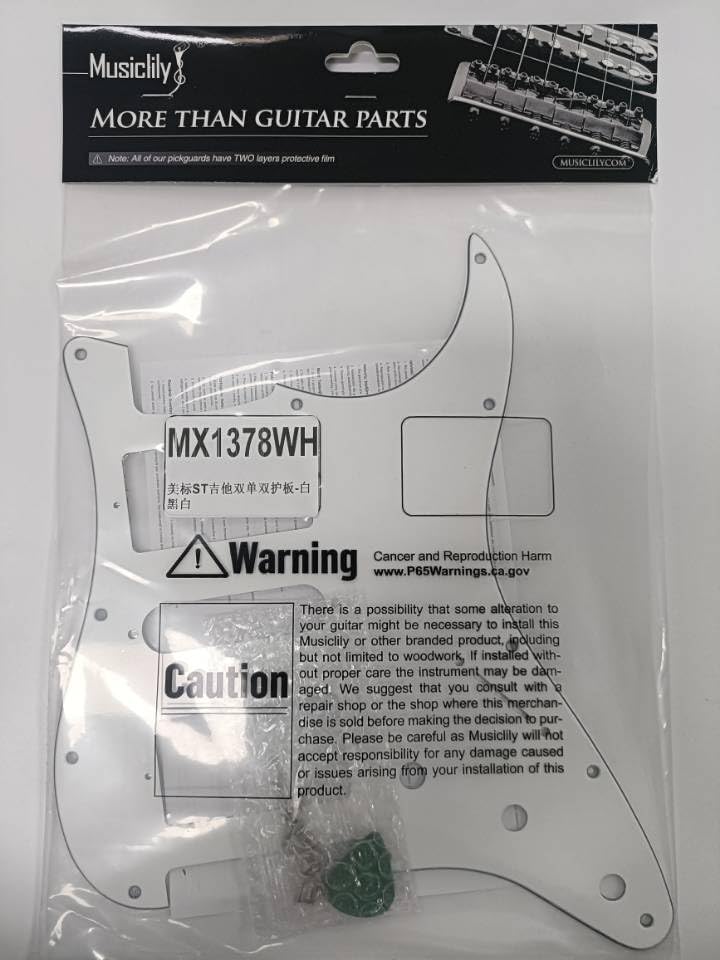 Musiclily
®
MORE THAN GUITAR PARTS
Note: All of our pickguards have TWO layers protective film
MUSICLILY.COM
MX1378WH
美标ST吉他双单双护板-白
黑白
Warning
Cancer and Reproduction Harm
www.P65Warnings.ca.gov
Caution
There is a possibility that some alteration to
your guitar might be necessary to install this
Musiclily or other branded product, including
but not limited to woodwork. If installed with-
out proper care the instrument may be dam-
aged. We suggest that you consult with a
repair shop or the shop where this merchan-
dise is sold before making the decision to pur-
chase. Please be careful as Musiclily will not
accept responsibility for any damage caused
or issues arising from your installation of this
product.